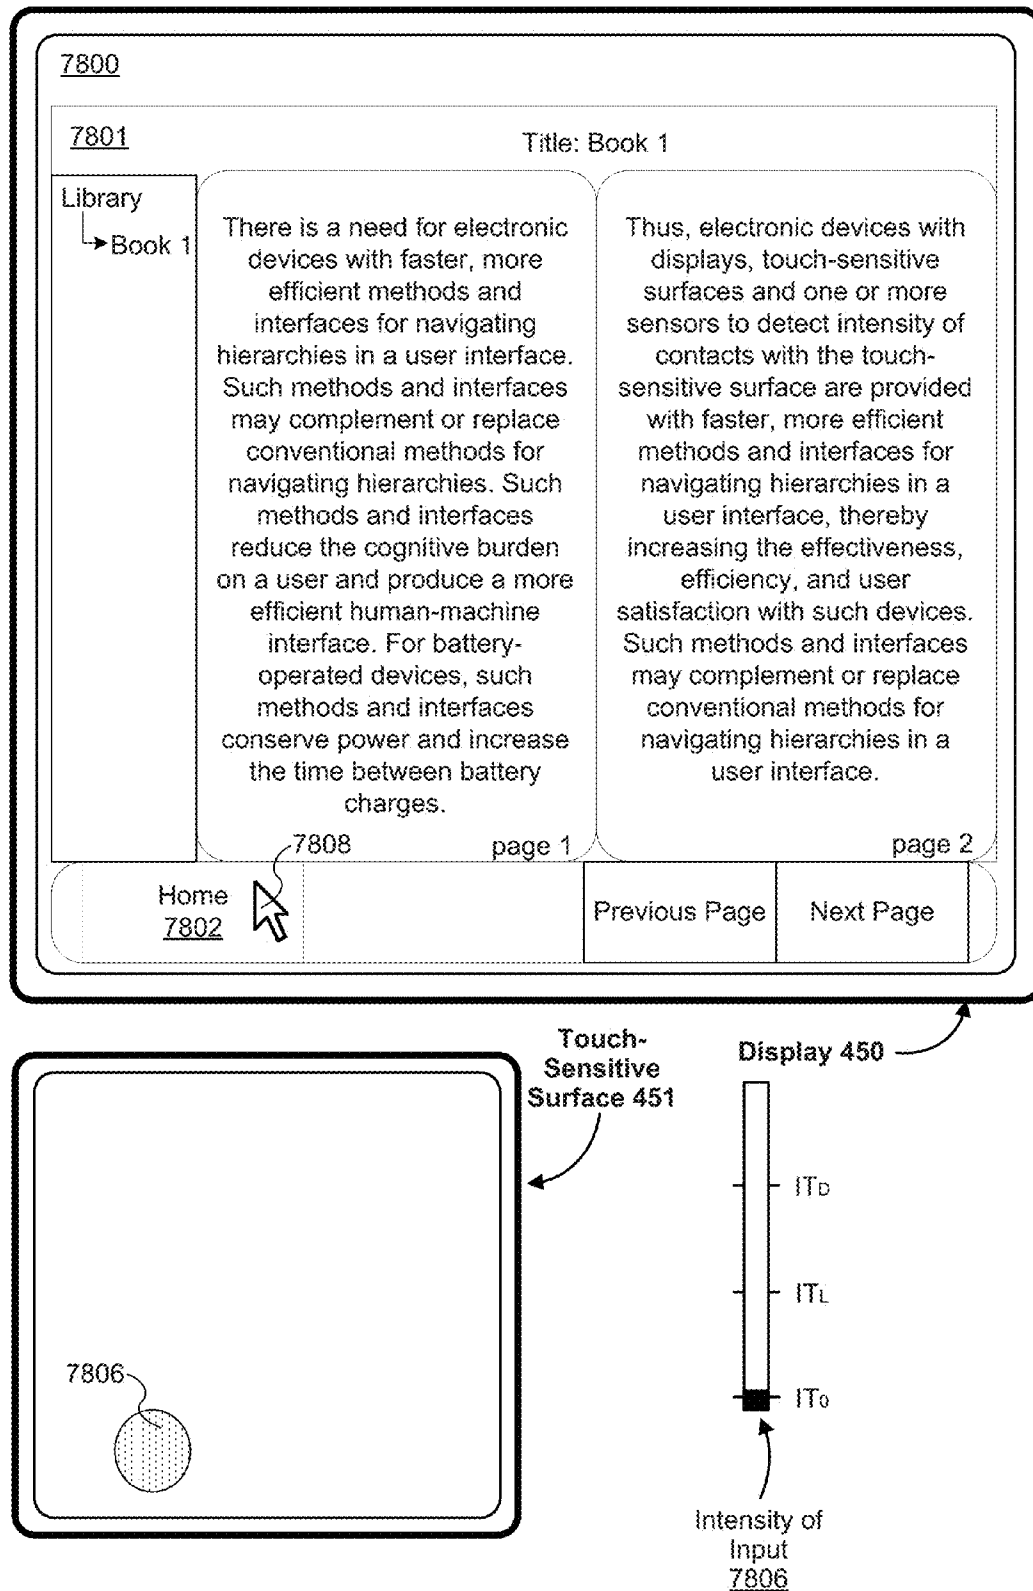 7800
7801
Title: Book 1
Library
Book 1
There is a need for electronic
devices with faster, more
efficient methods and
interfaces for navigating
hierarchies in a user interface.
Such methods and interfaces
may complement or replace
conventional methods for
navigating hierarchies. Such
methods and interfaces
reduce the cognitive burden
on a user and produce a more
efficient human-machine
interface. For battery-
operated devices, such
methods and interfaces
conserve power and increase
the time between battery
charges.
page 1
Thus, electronic devices with
displays, touch-sensitive
surfaces and one or more
sensors to detect intensity of
contacts with the touch-
sensitive surface are provided
with faster, more efficient
methods and interfaces for
navigating hierarchies in a
user interface, thereby
increasing the effectiveness,
efficiency, and user
satisfaction with such devices.
Such methods and interfaces
may complement or replace
conventional methods for
navigating hierarchies in a
user interface.
page 2
7808
Home
7802
Previous Page
Next Page
Touch-
Sensitive
Surface 451
Display 450
ITD
ITL
IT0
7806
Intensity of
Input
7806